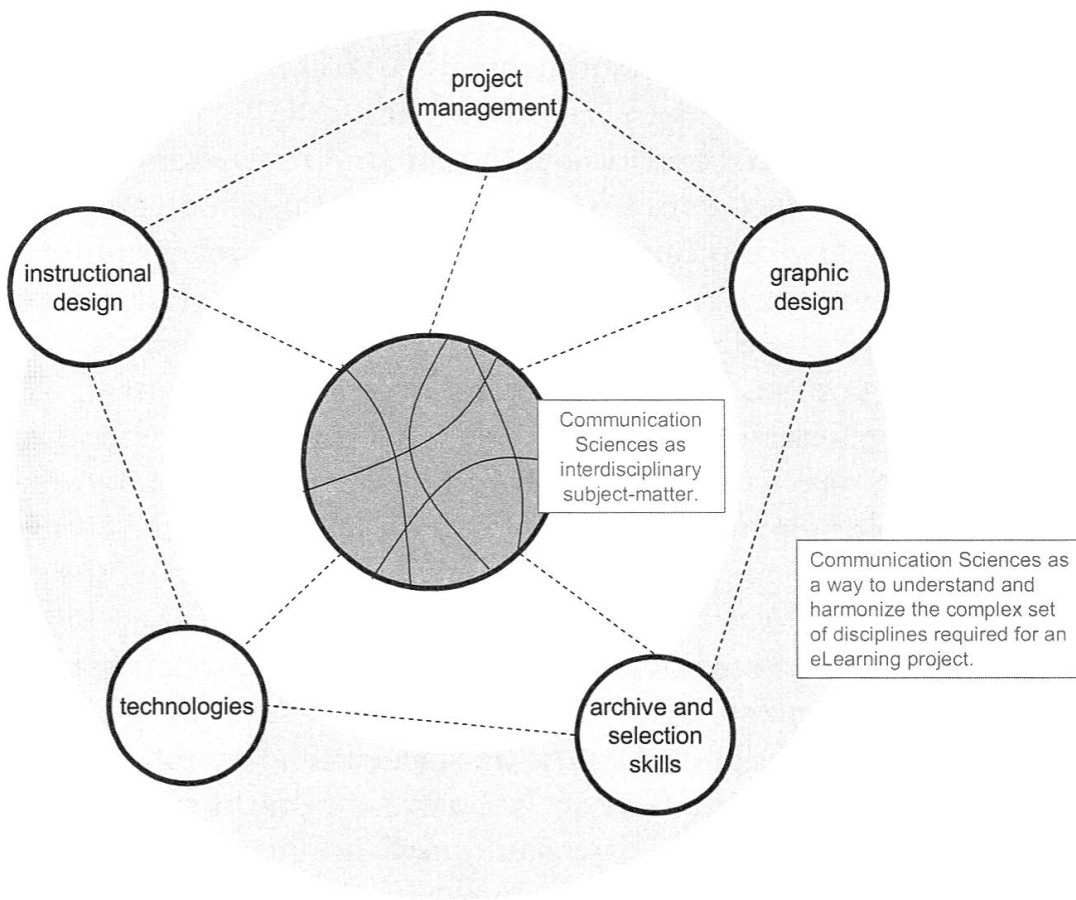 project
management
instructional
design
graphic
design
Communication
Sciences as
interdisciplinary
subject-matter.
Communication Sciences as
a way to understand and
harmonize the complex set
of disciplines required for an
eLearning project.
technologies
archive and
selection
skills